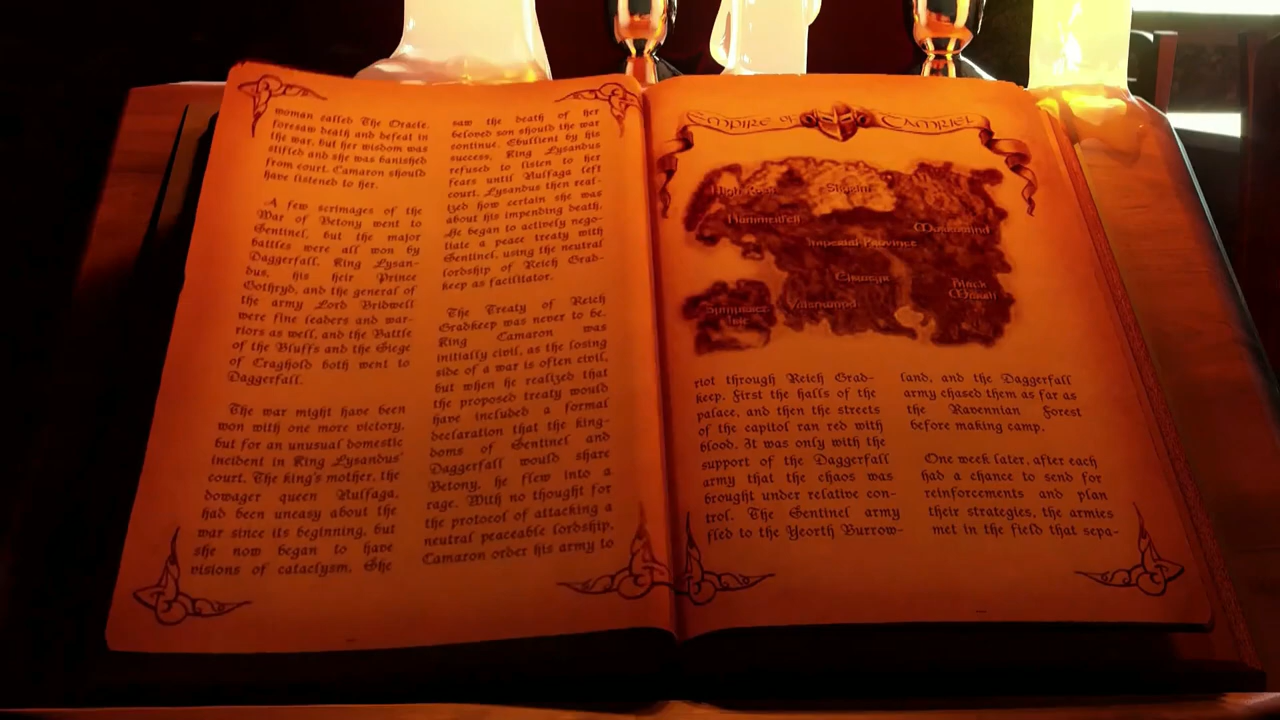 woman called The Oracle,
foresaw death and defeat in
the war, but her wisdom was
stifled and she was banished
from court. Camaron should
have listened to her.
A few scrimages of the
War of Betony went to
Sentinel, but the major
battles were all won by
Daggerfall. King Lysan-
dus, his heir Prince
Gothryd, and the general of
the army Lord Bridwell
were fine leaders and war-
riors as well, and the Battle
of the Bluffs and the Siege
of Craghold both went to
Daggerfall.
The war might have been
won with one more victory,
but for an unusual domestic
incident in King Lysandus'
court. The king's mother, the
dowager queen Nulfaga,
had been uneasy about the
war since its beginning, but
she now began to have
visions of cataclysm. She
saw the death of her
beloved son should the war
continue. Ebullient by his
success, King Lysandus
refused to listen to her
fears until Nulfaga left
court. Lysandus then real-
ized how certain she was
about his impending death.
He began to actively nego-
tiate a peace treaty with
Sentinel, using the neutral
lordship of Reich Grad-
keep as facilitator.
The Treaty of Reich
Gradkeep was never to be.
King Camaron was
initially civil, as the losing
side of a war is often civil,
but when he realized that
the proposed treaty would
have included a formal
declaration that the king-
doms of Sentinel and
Daggerfall would share
Betony, he flew into a
rage. With no thought for
the protocol of attacking a
neutral peaceable lordship,
Camaron order his army to
EMPIRE OF TAMRIEL
High Rock
Skyrim
Morrowind
Hammerfell
Imperial Province
Elsweyr
Black
Marsh
Summurset
Isle
Valenwood
riot through Reich Grad-
keep. First the halls of the
palace, and then the streets
of the capitol ran red with
blood. It was only with the
support of the Daggerfall
army that the chaos was
brought under relative con-
trol. The Sentinel army
fled to the Yeorth Burrow-
land, and the Daggerfall
army chased them as far as
the Ravennian Forest
before making camp.
One week later, after each
had a chance to send for
reinforcements and plan
their strategies, the armies
met in the field that sepa-